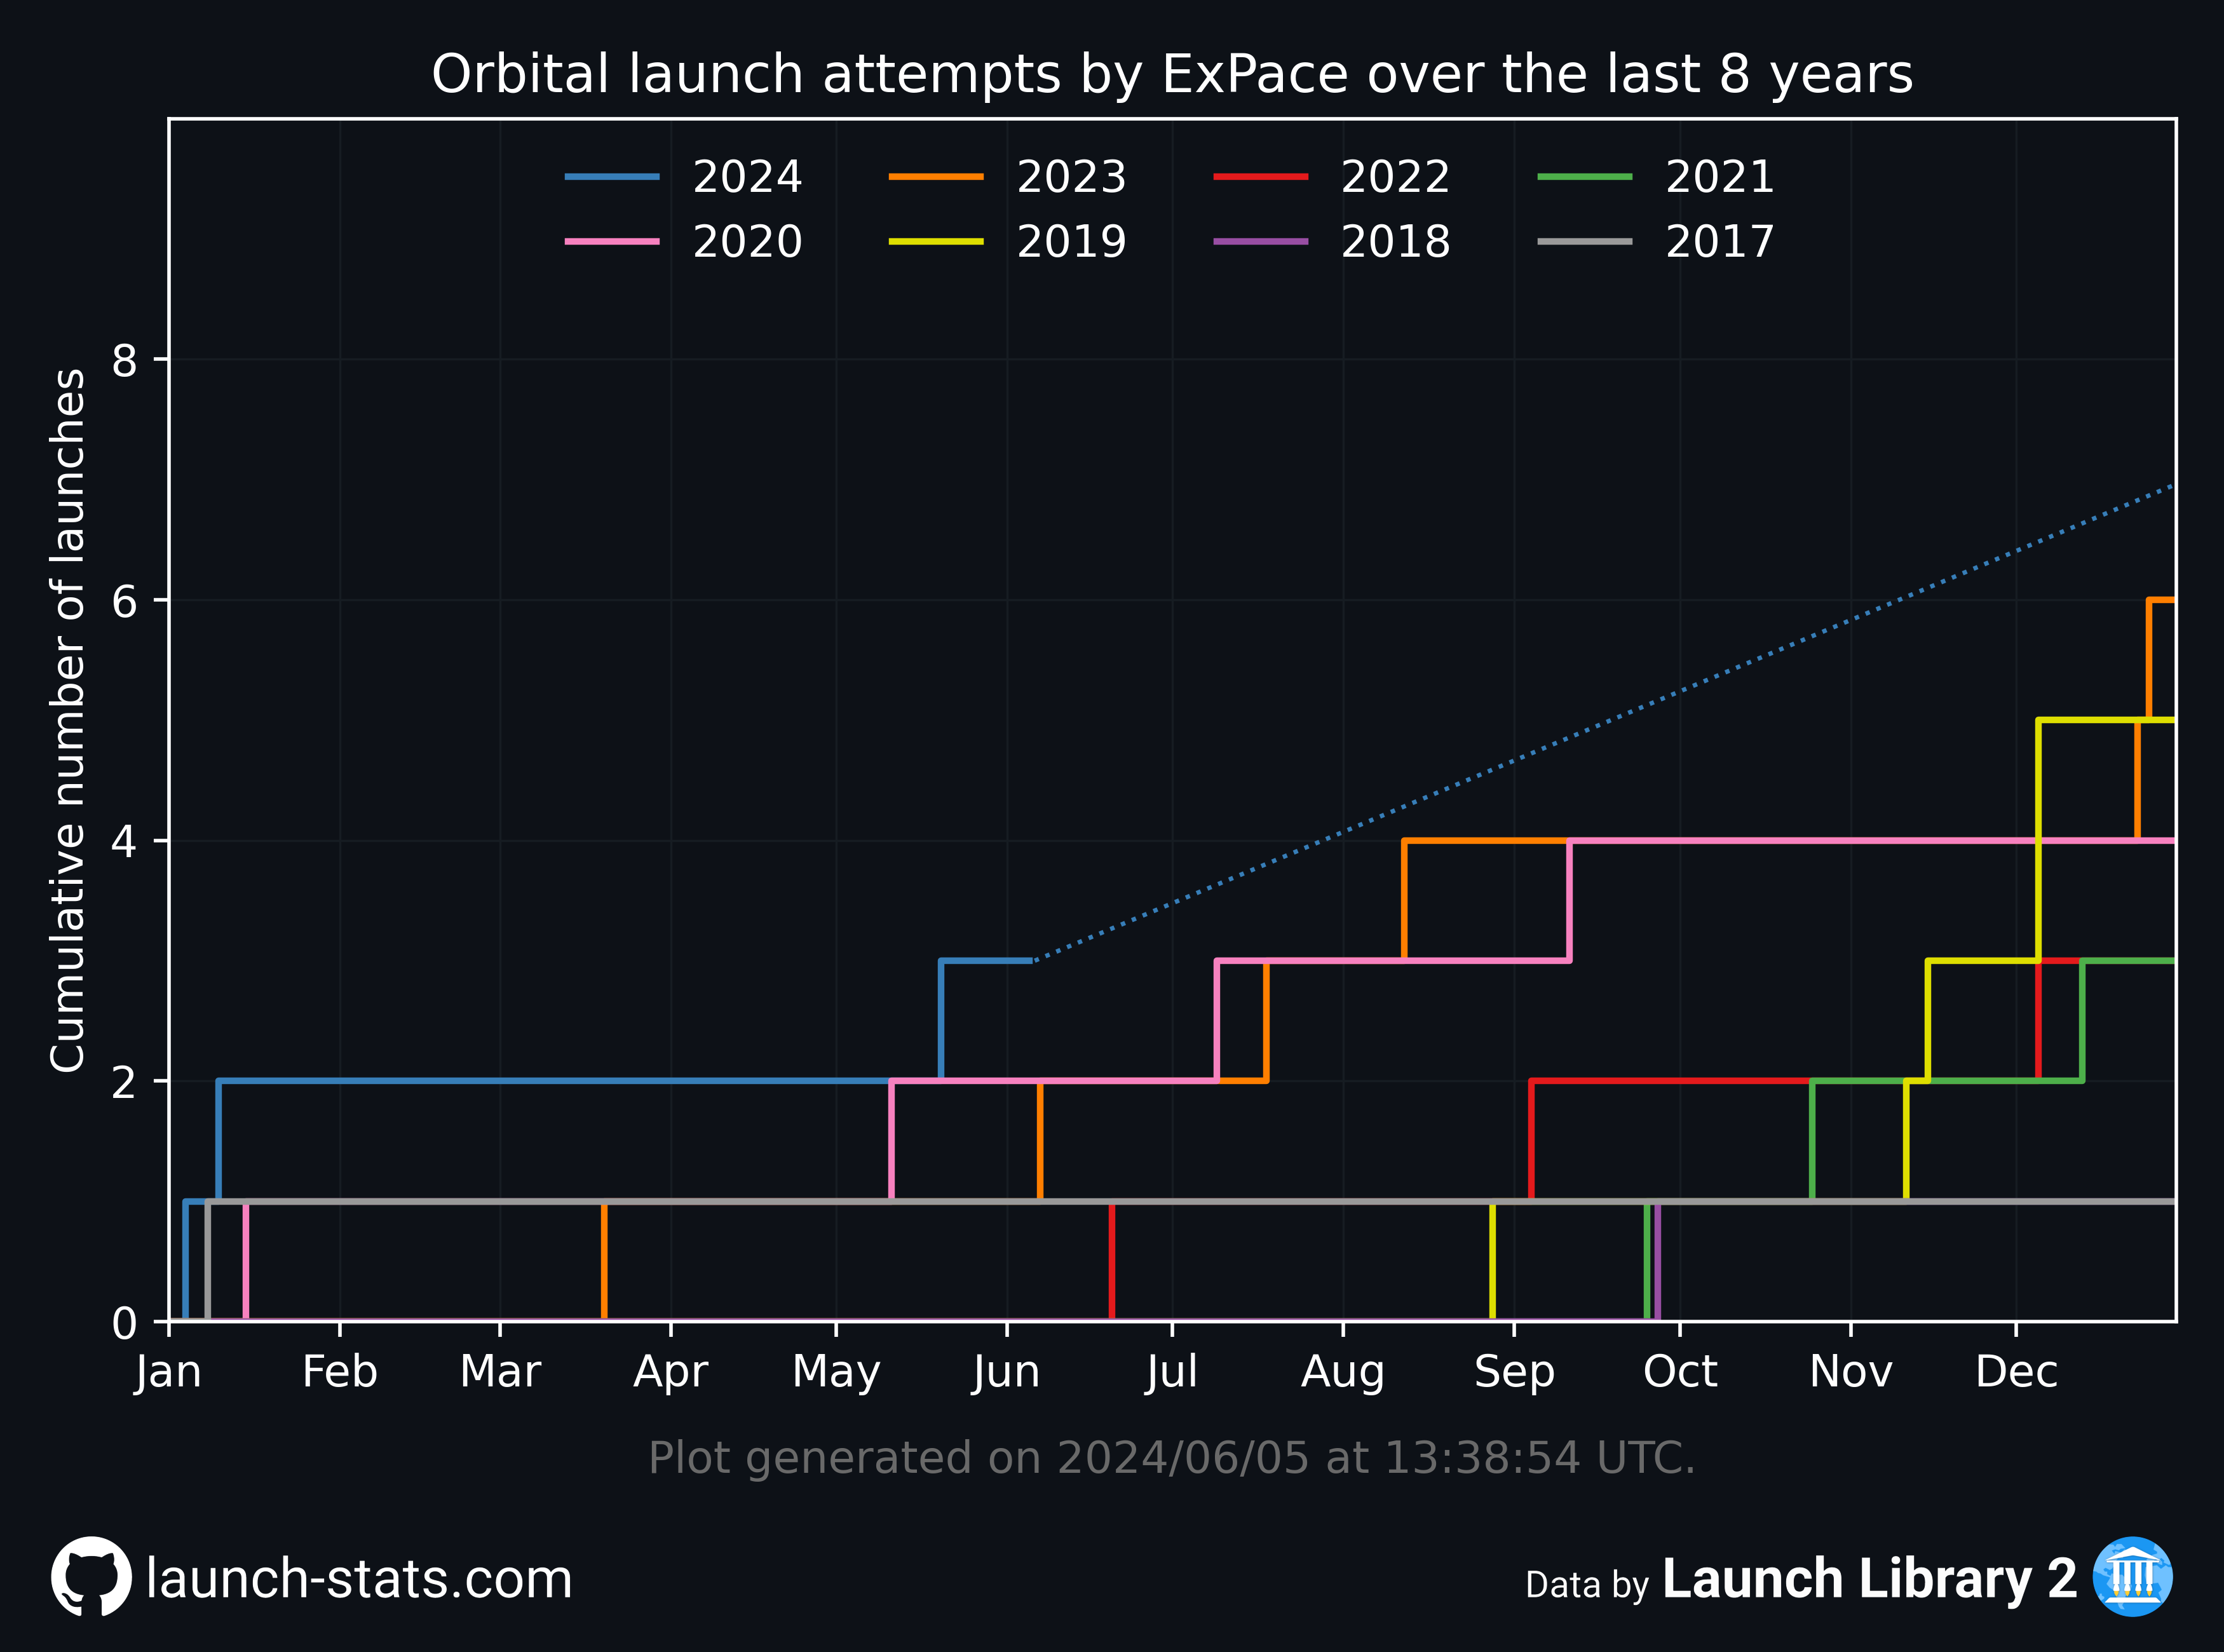 Orbital launch attempts by ExPace over the last 8 years
2024 2023 2022 2021
2020 2019 2018 2017
Cumulative number of launches
8
6
4
2
0
Jan Feb Mar Apr May Jun Jul Aug Sep Oct Nov Dec
Plot generated on 2024/06/05 at 13:38:54 UTC.
launch-stats.com
Data by Launch Library 2